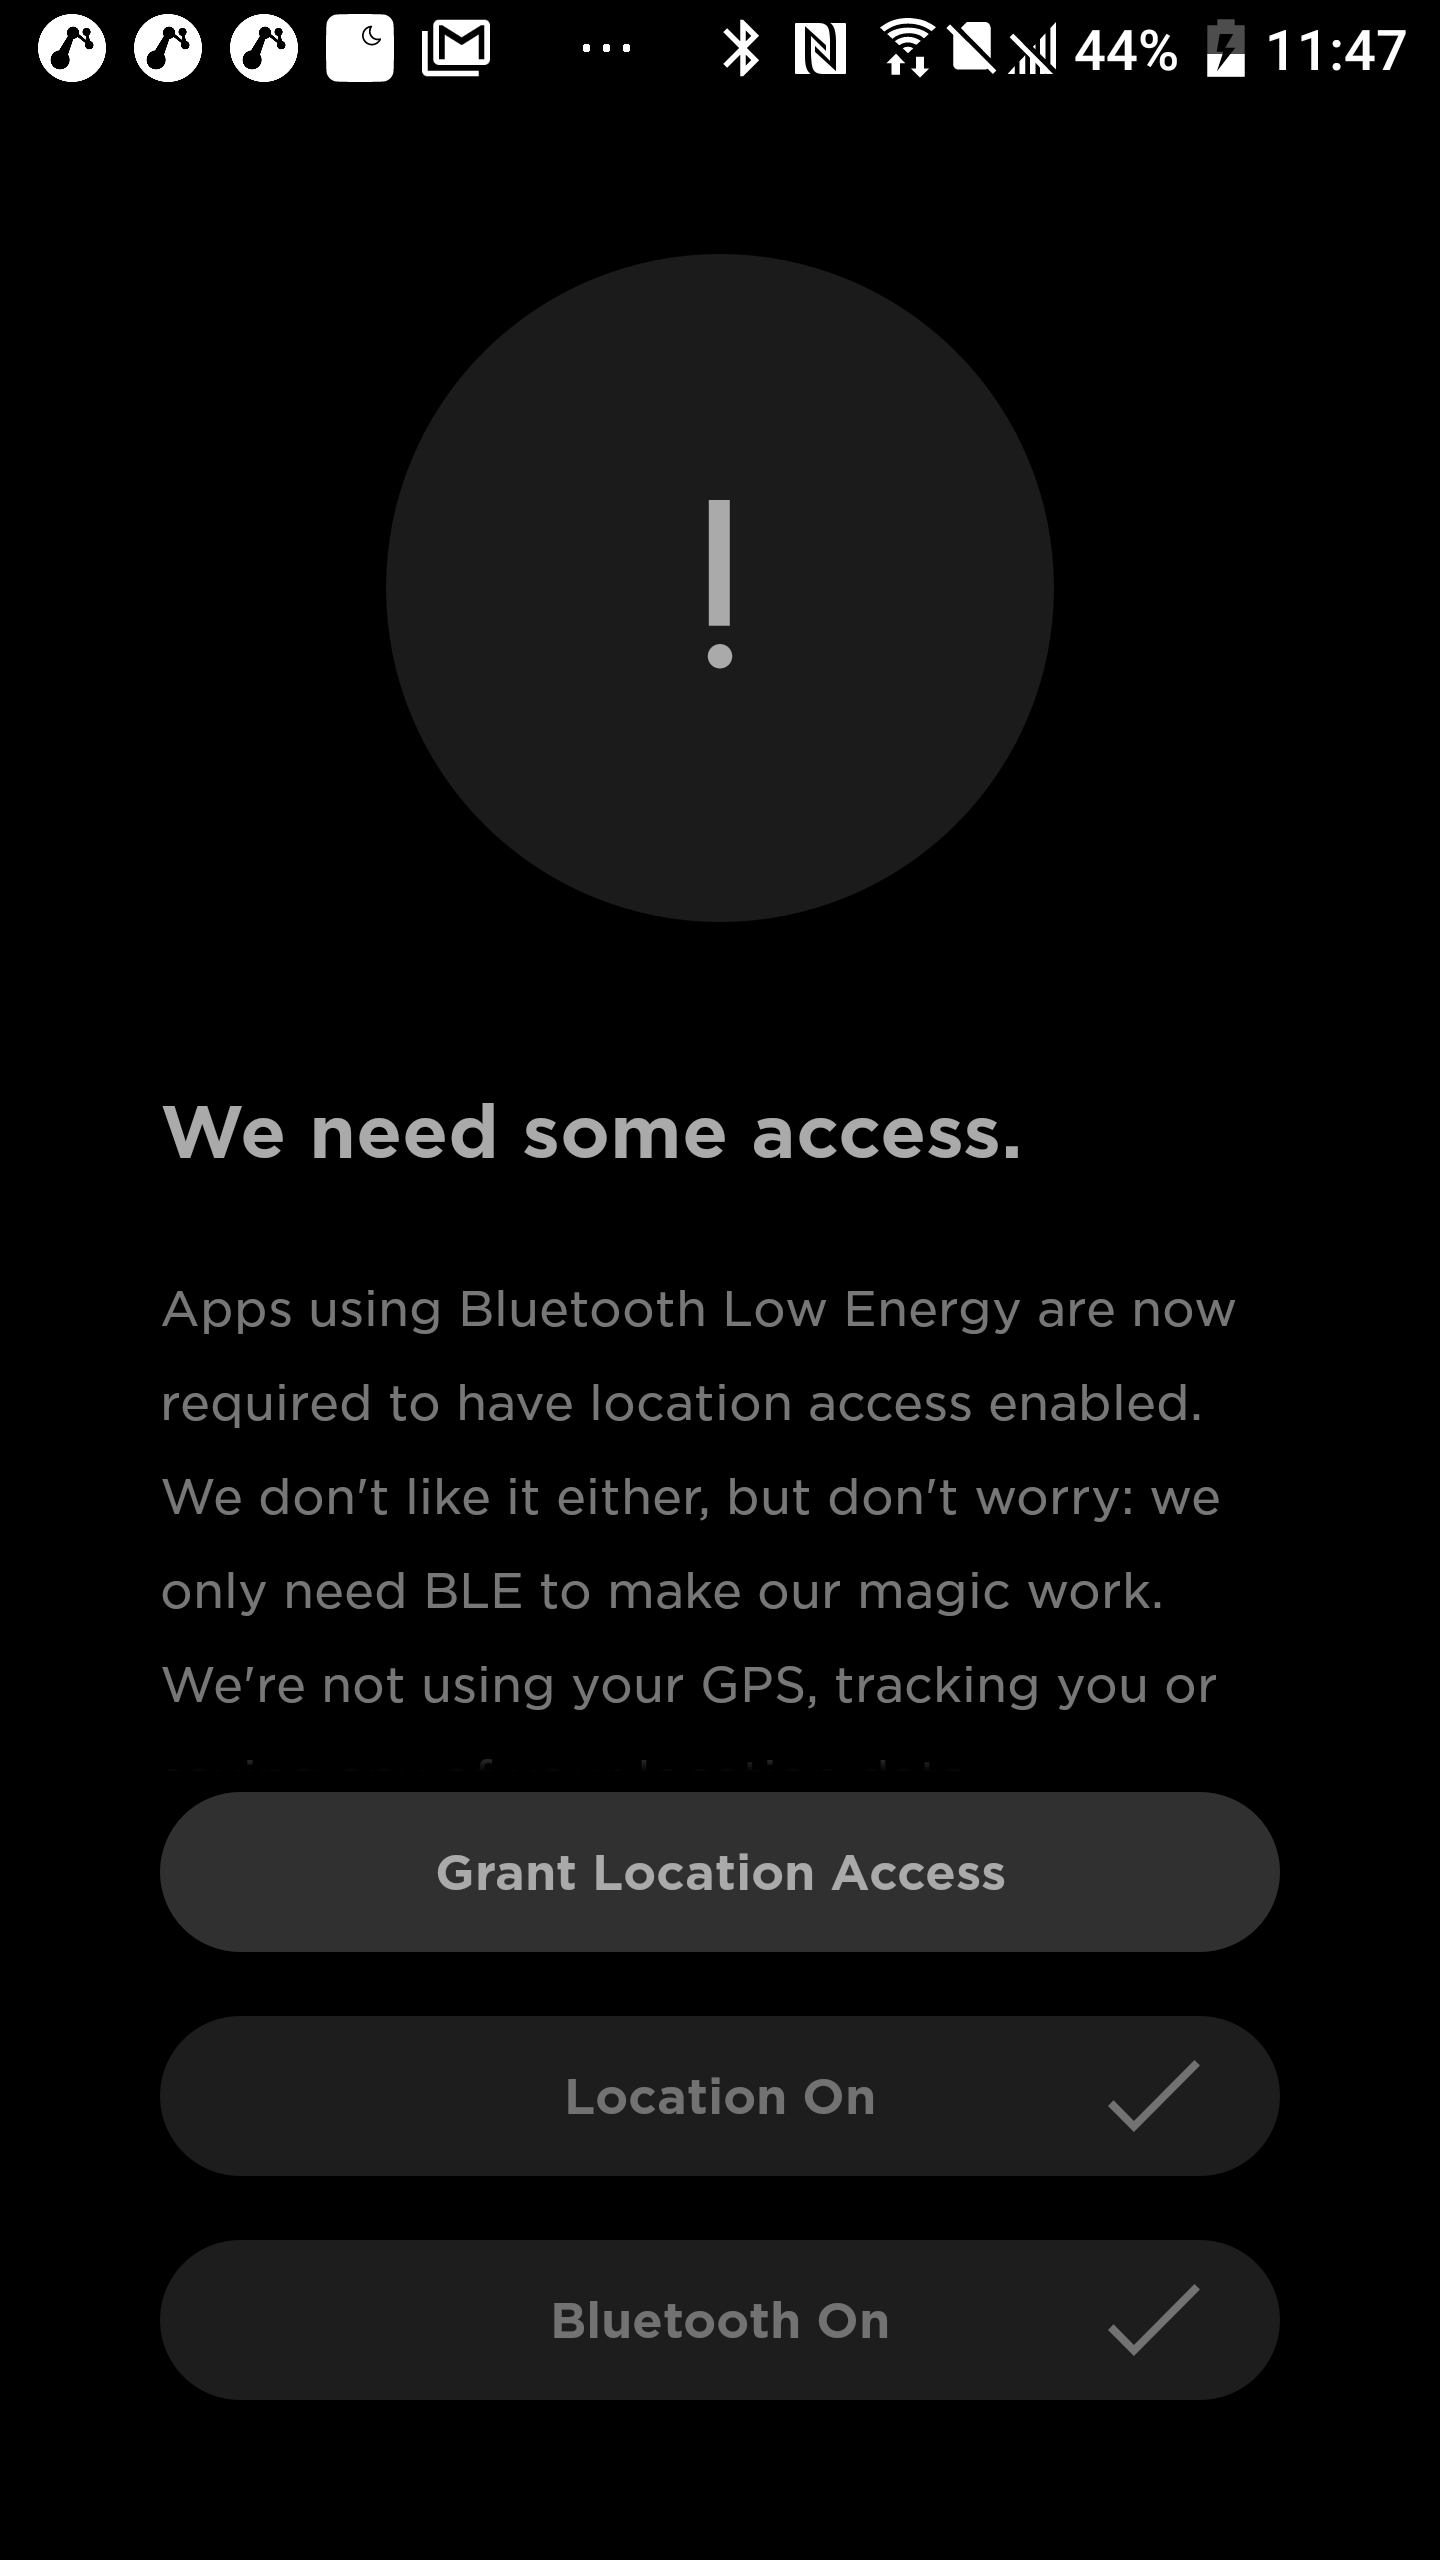 44% 11:47
!
We need some access.
Apps using Bluetooth Low Energy are now
required to have location access enabled.
We don't like it either, but don't worry: we
only need BLE to make our magic work.
We're not using your GPS, tracking you or
Grant Location Access
Location On
Bluetooth On